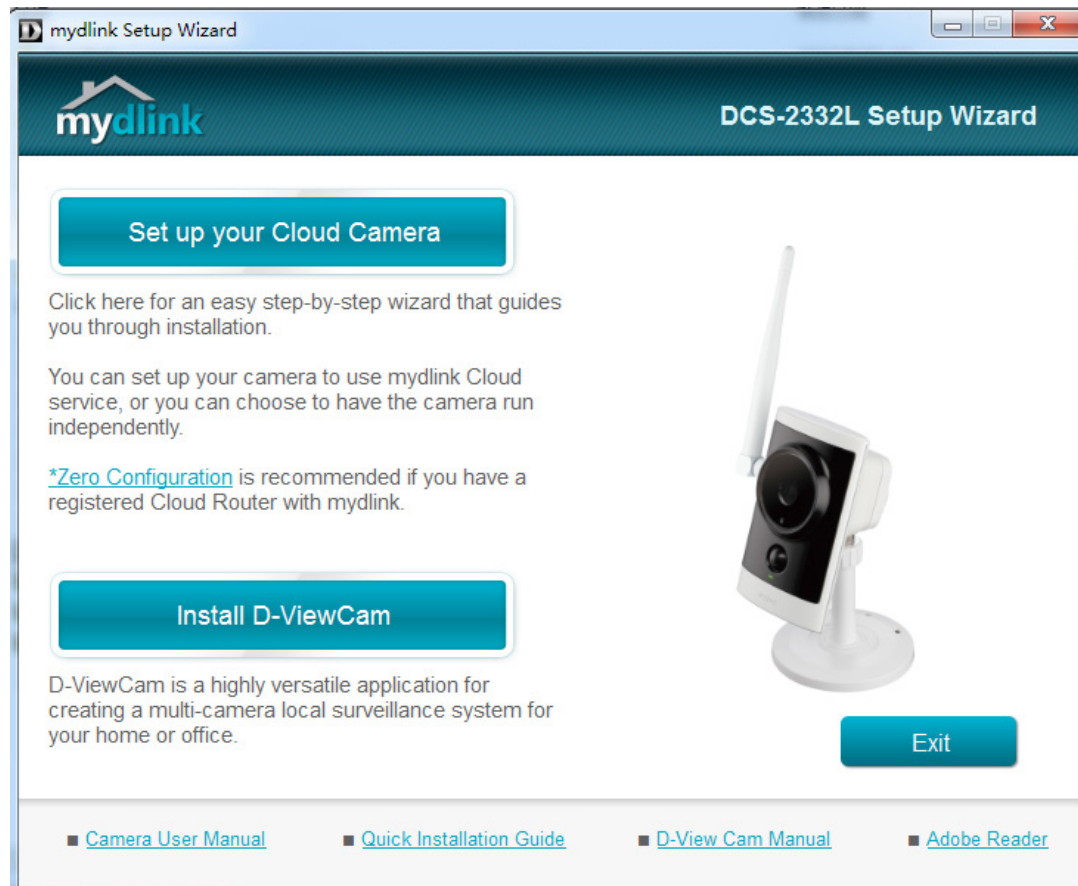 mydlink Setup Wizard
mydlink
DCS-2332L Setup Wizard
Set up your Cloud Camera
Click here for an easy step-by-step wizard that guides
you through installation.
You can set up your camera to use mydlink Cloud
service, or you can choose to have the camera run
independently.
*Zero Configuration is recommended if you have a
registered Cloud Router with mydlink.
Install D-ViewCam
D-ViewCam is a highly versatile application for
creating a multi-camera local surveillance system for
your home or office.
Exit
Camera User Manual
Quick Installation Guide
D-View Cam Manual
Adobe Reader